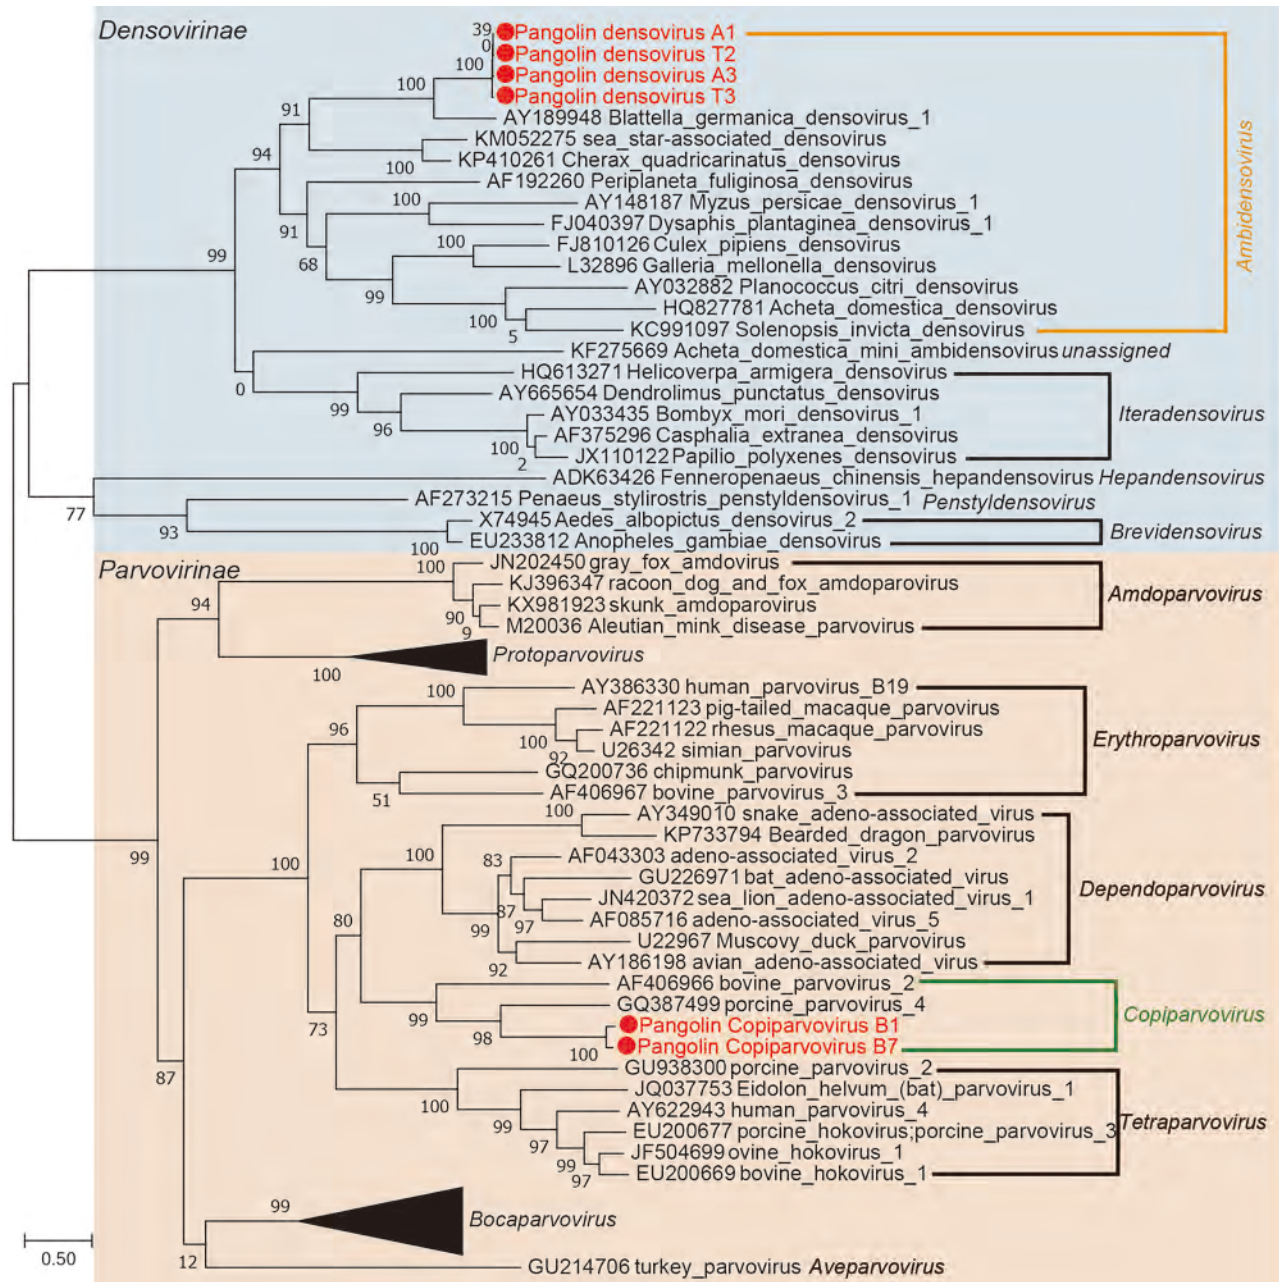 Densovirinae
39
Pangolin densovirus A1
0
Pangolin densovirus T2
100
Pangolin densovirus A3
100
Pangolin densovirus T3
91
AY189948 Blattella_germanica_densovirus_1
KM052275 sea_star-associated_densovirus
94
100
KP410261 Cherax_quadricarinatus_densovirus
AF192260 Periplaneta_fuliginosa_densovirus
Ambidensovirus
100
AY148187 Myzus_persicae_densovirus_1
91
FJ040397 Dysaphis_plantaginea_densovirus_1
99
100
FJ810126 Culex_pipiens_densovirus
68
L32896 Galleria_mellonella_densovirus
99
AY032882 Planococcus_citri_densovirus
HQ827781 Acheta_domestica_densovirus
100
5
KC991097 Solenopsis_invicta_densovirus
KF275669 Acheta_domestica_mini_ambidensovirus unassigned
0
HQ613271 Helicoverpa_armigera_densovirus
99
AY665654 Dendrolimus_punctatus_densovirus
96
AY033435 Bombyx_mori_densovirus_1
Iteradensovirus
100
AF375296 Casphalia_extranea_densovirus
2
JX110122 Papilio_polyxenes_densovirus
ADK63426 Fenneropenaeus_chinensis_hepandensovirus Hepandensovirus
77
AF273215 Penaeus_stylirostris_penstyldensovirus_1 Penstyldensovirus
93
X74945 Aedes_albopictus_densovirus_2
Brevidensovirus
100
EU233812 Anopheles_gambiae_densovirus
Parvovirinae
100
JN202450 gray_fox_amdovirus
KJ396347 racoon_dog_and_fox_amdoparovirus
Amdoparvovirus
94
KX981923 skunk_amdoparovirus
90
9
M20036 Aleutian_mink_disease_parvovirus
100
Protoparvovirus
100
AY386330 human_parvovirus_B19
AF221123 pig-tailed_macaque_parvovirus
96
AF221122 rhesus_macaque_parvovirus
Erythroparvovirus
100
92
U26342 simian_parvovirus
GQ200736 chipmunk_parvovirus
51
AF406967 bovine_parvovirus_3
100
AY349010 snake_adeno-associated_virus
KP733794 Bearded_dragon_parvovirus
99
100
100
83
AF043303 adeno-associated_virus_2
GU226971 bat_adeno-associated_virus
Dependoparvovirus
87
JN420372 sea_lion_adeno-associated_virus_1
80
97
AF085716 adeno-associated_virus_5
99
U22967 Muscovy_duck_parvovirus
92
AY186198 avian_adeno-associated_virus
AF406966 bovine_parvovirus_2
99
GQ387499 porcine_parvovirus_4
Copiparvovirus
73
98
Pangolin Copiparvovirus B1
100
Pangolin Copiparvovirus B7
GU938300 porcine_parvovirus_2
87
JQ037753 Eidolon_helvum_(bat)_parvovirus_1
100
AY622943 human_parvovirus_4
99
EU200677 porcine_hokovirus;porcine_parvovirus_3
Tetraparvovirus
97
JF504699 ovine_hokovirus_1
99
97
EU200669 bovine_hokovirus_1
99
Bocaparvovirus
0.50
12
GU214706 turkey_parvovirus Aveparvovirus